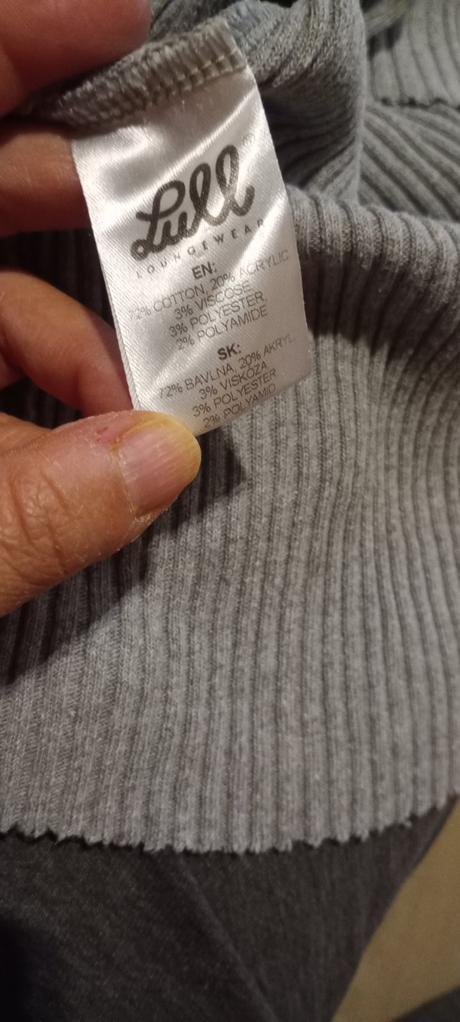 Lull
LOUNGEWEAR
EN:
72% COTTON, 20% ACRYLIC
3% VISCOSE
3% POLYESTER,
2% POLYAMIDE
SK:
72% BAVLNA, 20% AKRYL
3% VISKÓZA
3% POLYESTER
2% POLYAMID